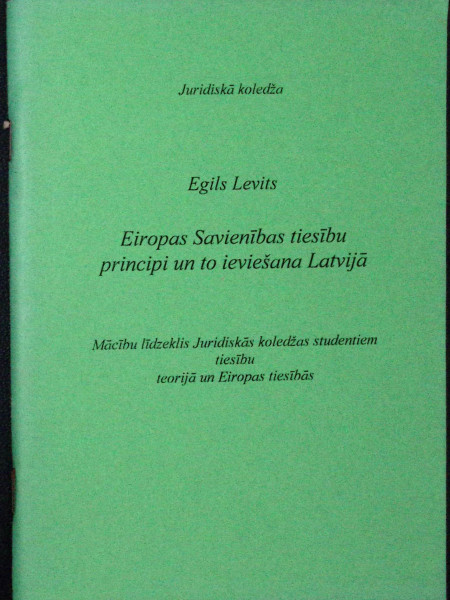 Juridiskā koledža
Egils Levits
Eiropas Savienības tiesību
principi un to ieviešana Latvijā
Mācību līdzeklis Juridiskās koledžas studentiem
tiesību
teorijā un Eiropas tiesībās